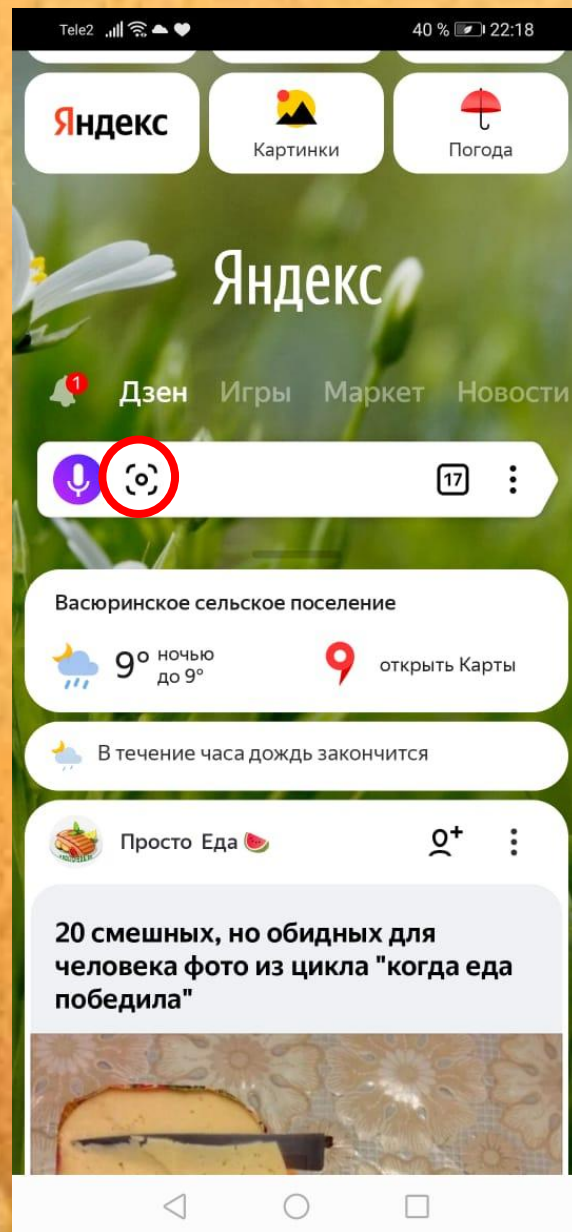 Tele2 40 % 22:18
Яндекс
Картинки
Погода
Яндекс
1 Дзен Игры Маркет Новости
17
Васюринское сельское поселение
9° ночью
до 9°
открыть Карты
В течение часа дождь закончится
Просто Еда
20 смешных, но обидных для
человека фото из цикла "когда еда
победила"